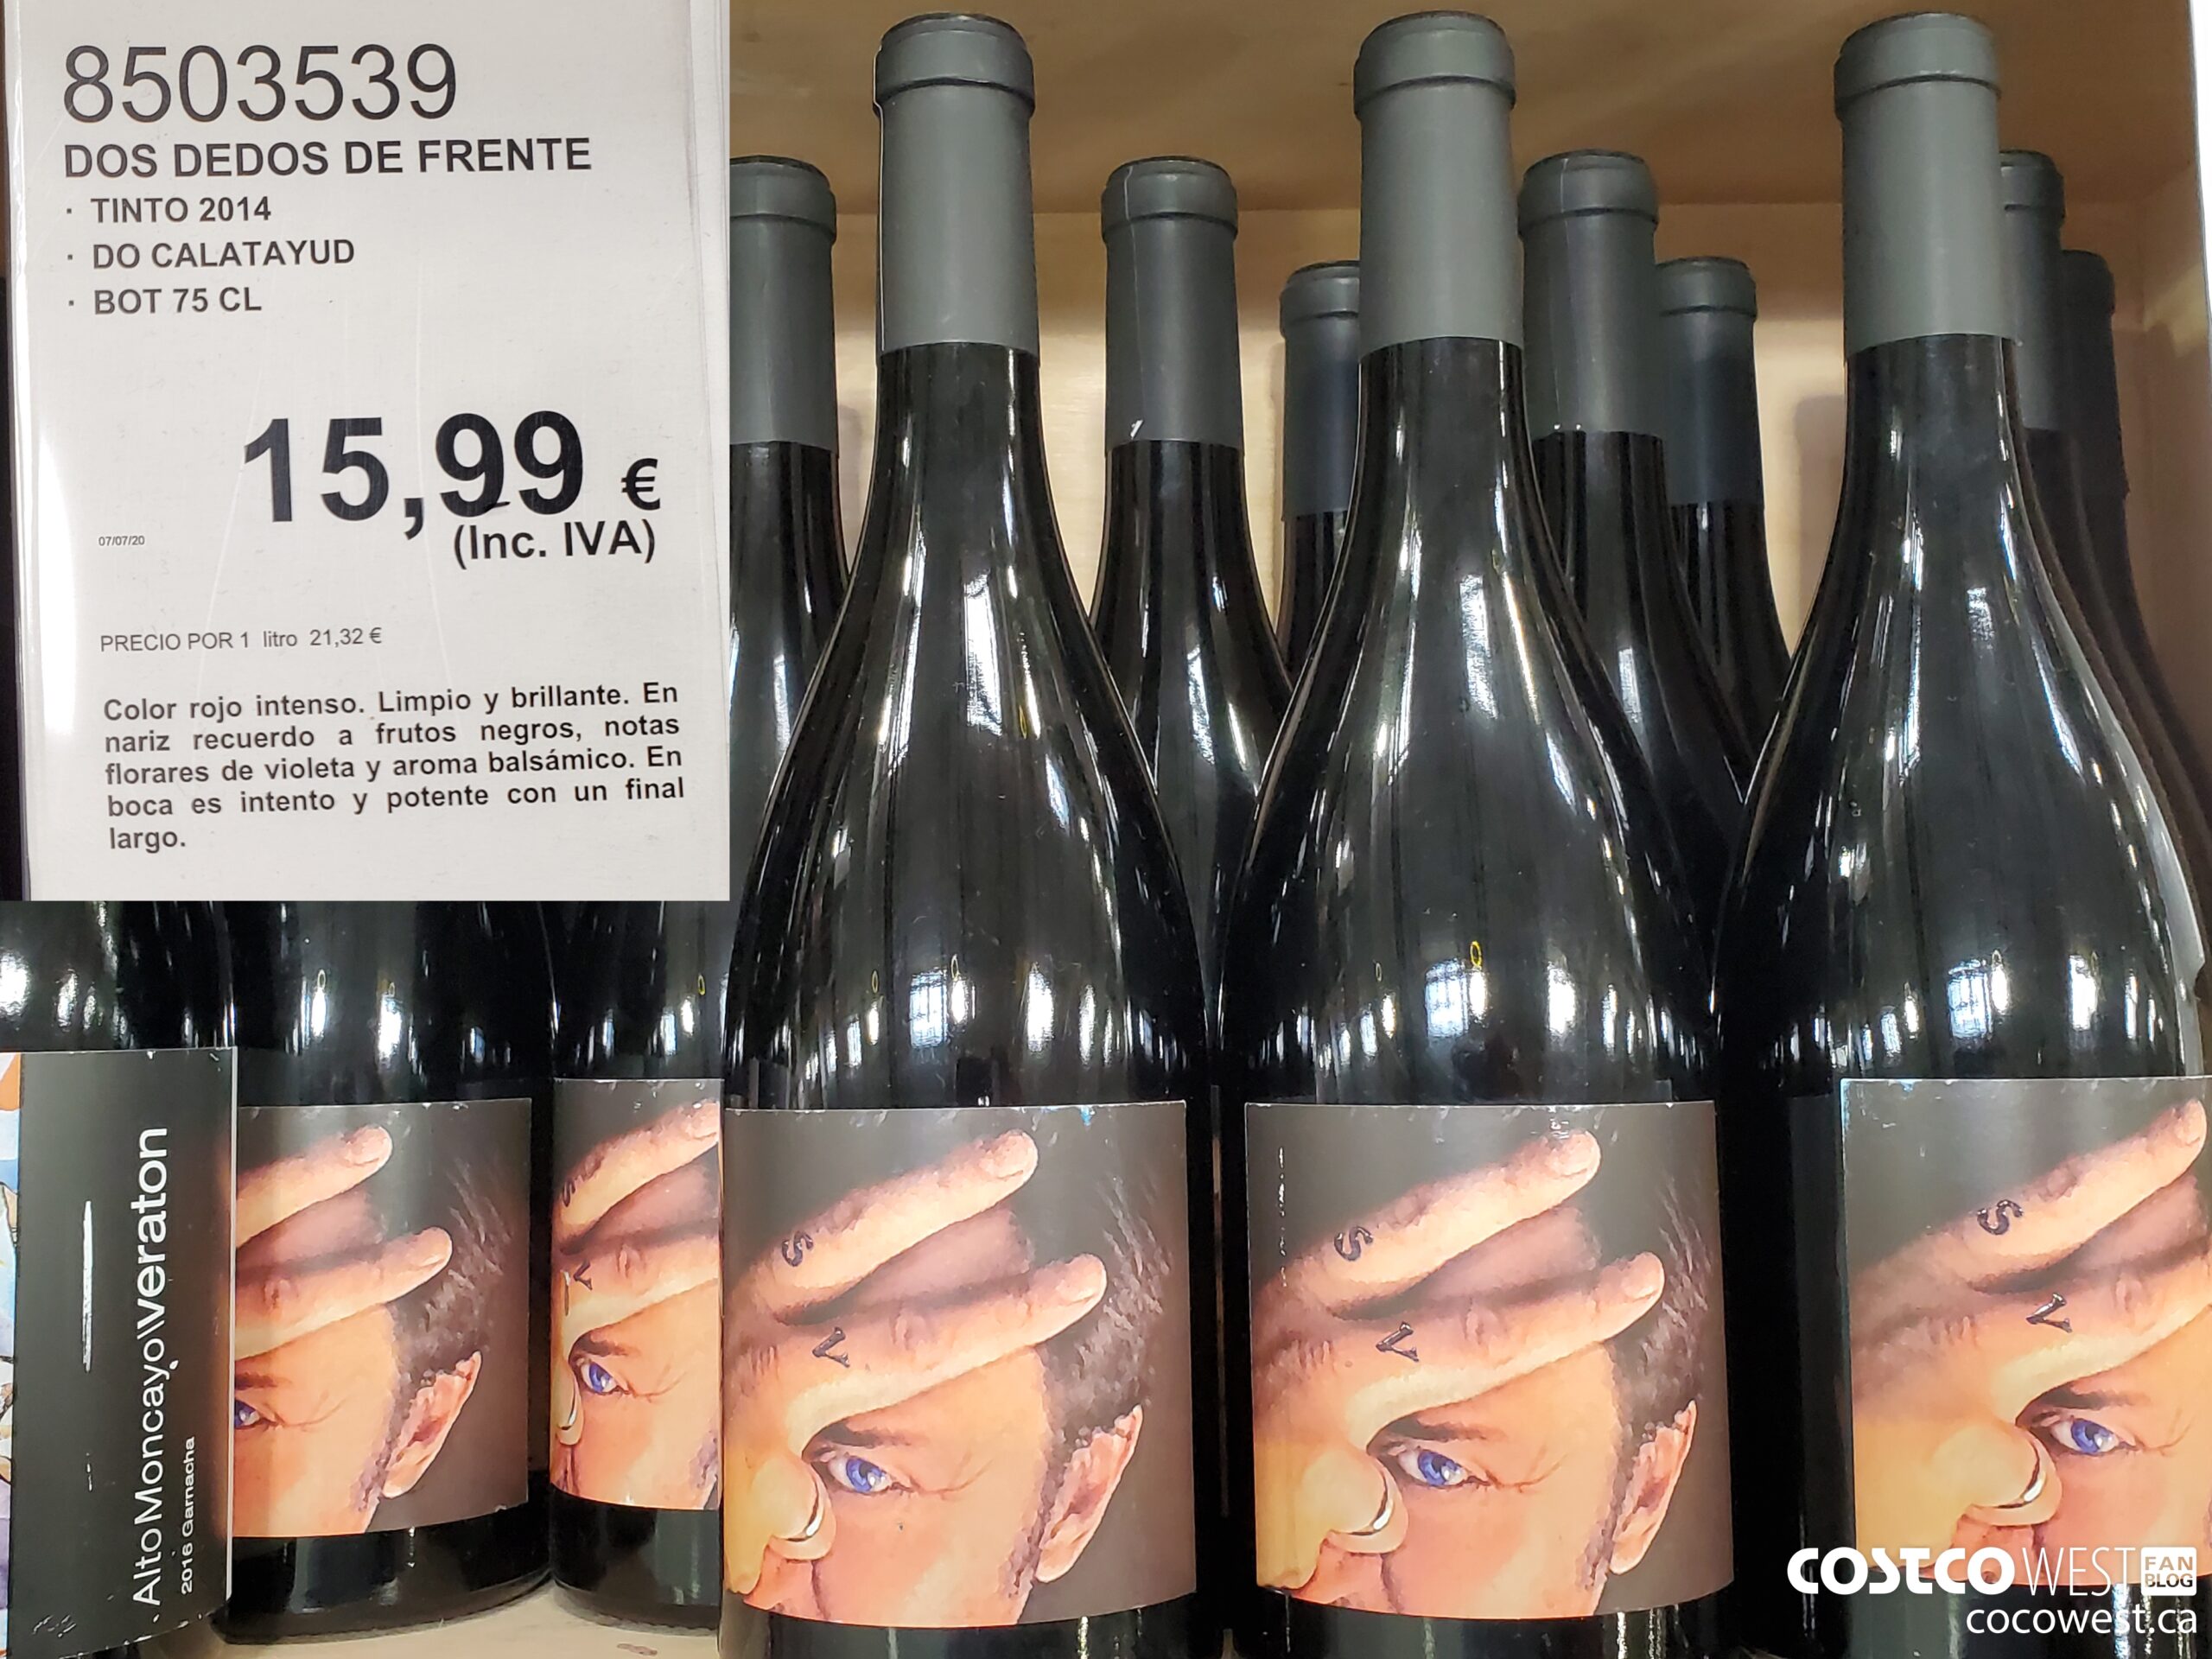 8503539
DOS DEDOS DE FRENTE
· TINTO 2014
· DO CALATAYUD
· BOT 75 CL
15,99 €
(Inc. IVA)
07/07/20
PRECIO POR 1 litro 21,32 €
Color rojo intenso. Limpio y brillante. En
nariz recuerdo a frutos negros, notas
florares de violeta y aroma balsámico. En
boca es intento y potente con un final
largo.
AltoMoncayoVeraton
2016 Garnacha
S
V
S
V
S
V
S
V
COSTCO WEST FAN BLOG
cocowest.ca